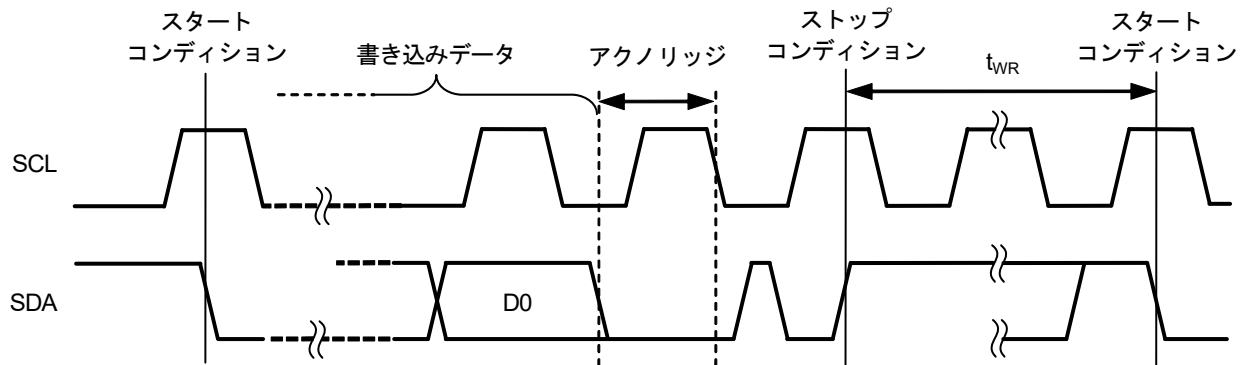 スタート
コンディション
書き込みデータ
アクノリッジ
ストップ
コンディション
tWR
スタート
コンディション
SCL
SDA
D0